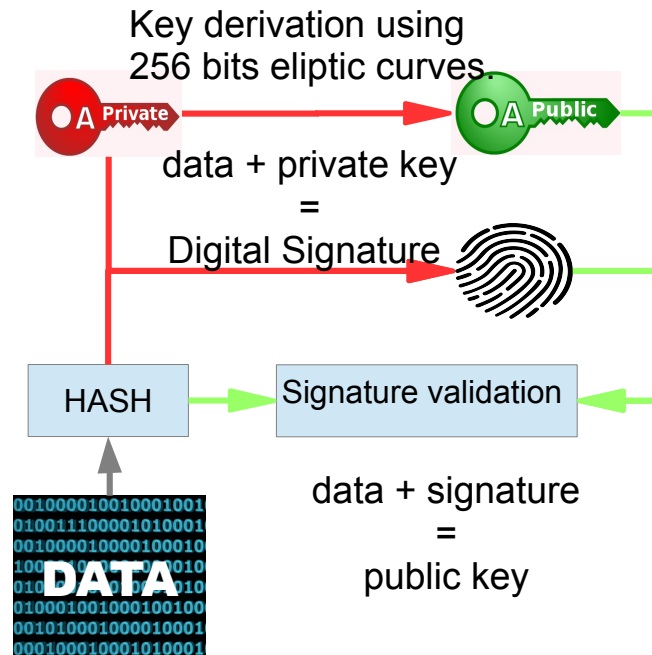 Key derivation using
256 bits eliptic curves.
A Private
A Public
data + private key
=
Digital Signature
HASH
Signature validation
data + signature
=
public key
DATA